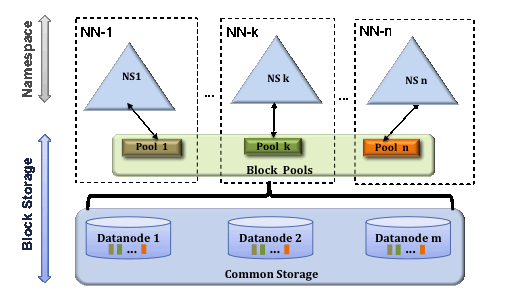 NN-1
NN-k
NN-n
Namespace
NS1
NS k
NS n
...
...
Pool 1
Pool k
Pool n
Block Pools
Block Storage
Datanode 1
Datanode 2
Datanode m
...
...
...
Common Storage